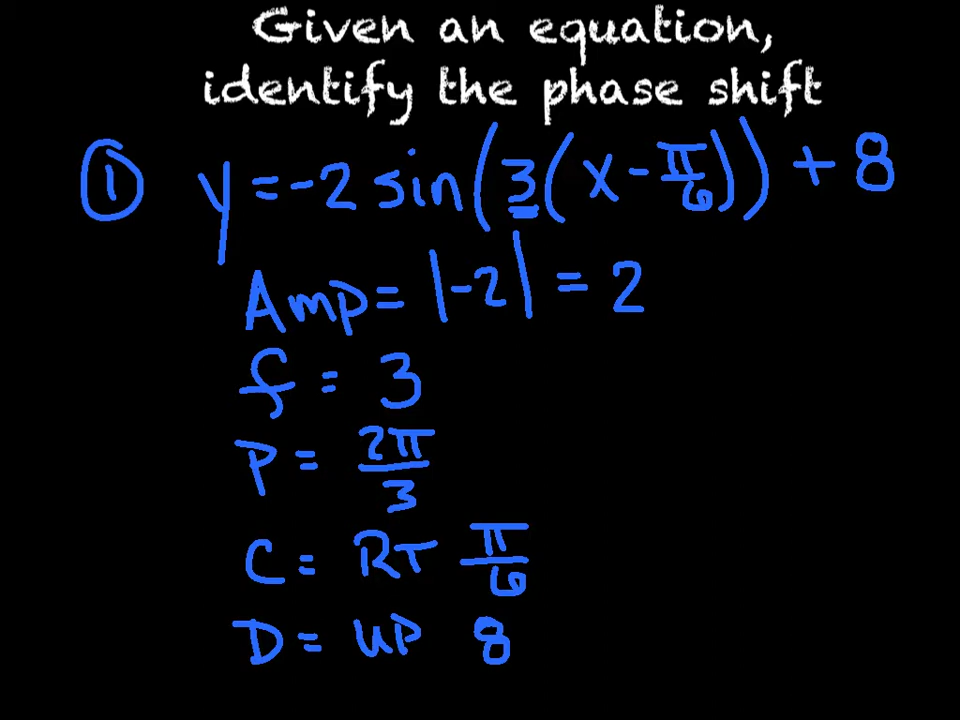 Given an equation,
identify the phase shift
① y = -2 sin(3(x - π/6)) + 8
Amp = |-2| = 2
f = 3
P = 2π/3
C = RT π/6
D = UP 8